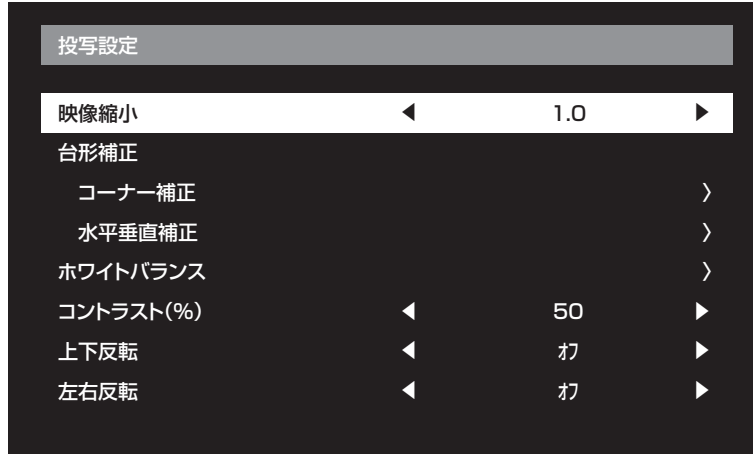 投写設定
映像縮小 ◀ 1.0 ▶
台形補正
コーナー補正 〉
水平垂直補正 〉
ホワイトバランス 〉
コントラスト(%) ◀ 50 ▶
上下反転 ◀ ｵﾌ ▶
左右反転 ◀ ｵﾌ ▶